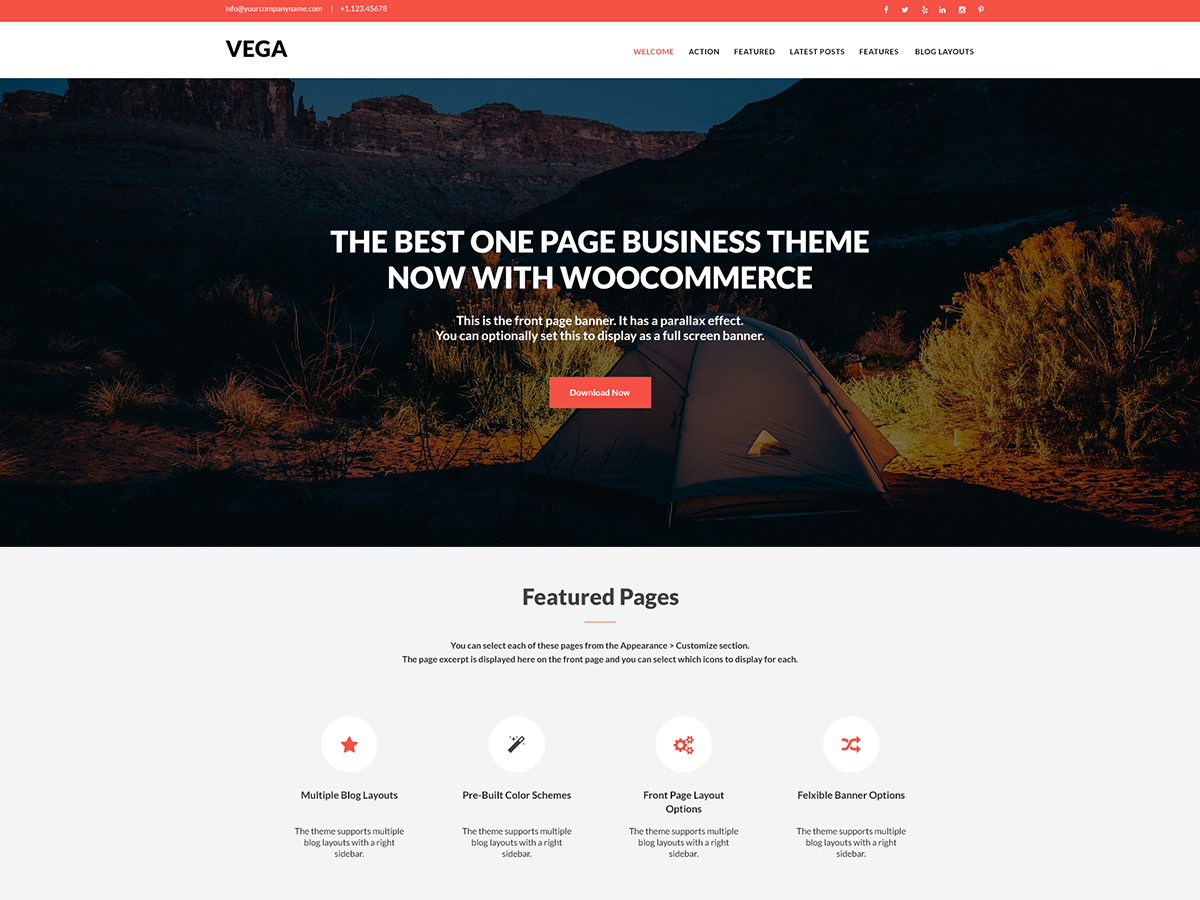 info@yourcompanyname.com | +1.123.45678
VEGA
WELCOME ACTION FEATURED LATEST POSTS FEATURES BLOG LAYOUTS
THE BEST ONE PAGE BUSINESS THEME
NOW WITH WOOCOMMERCE
This is the front page banner. It has a parallax effect.
You can optionally set this to display as a full screen banner.
Download Now
Featured Pages
You can select each of these pages from the Appearance > Customize section.
The page excerpt is displayed here on the front page and you can select which icons to display for each.
Multiple Blog Layouts
The theme supports multiple
blog layouts with a right
sidebar.
Pre-Built Color Schemes
The theme supports multiple
blog layouts with a right
sidebar.
Front Page Layout
Options
The theme supports multiple
blog layouts with a right
sidebar.
Felxible Banner Options
The theme supports multiple
blog layouts with a right
sidebar.